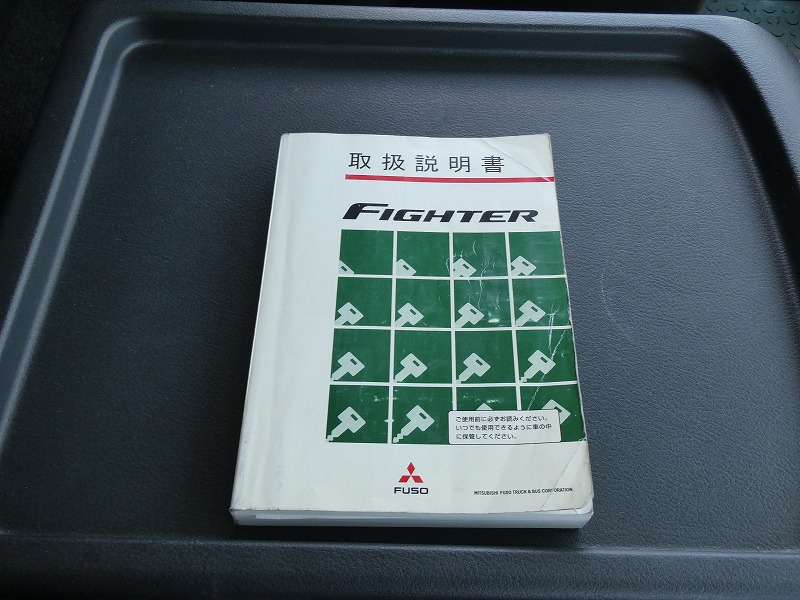 取扱説明書
FIGHTER
ご使用前に必ずお読みください。
いつでも使用できるように車の中
に保管してください。
FUSO
MITSUBISHI FUSO TRUCK & BUS CORPORATION